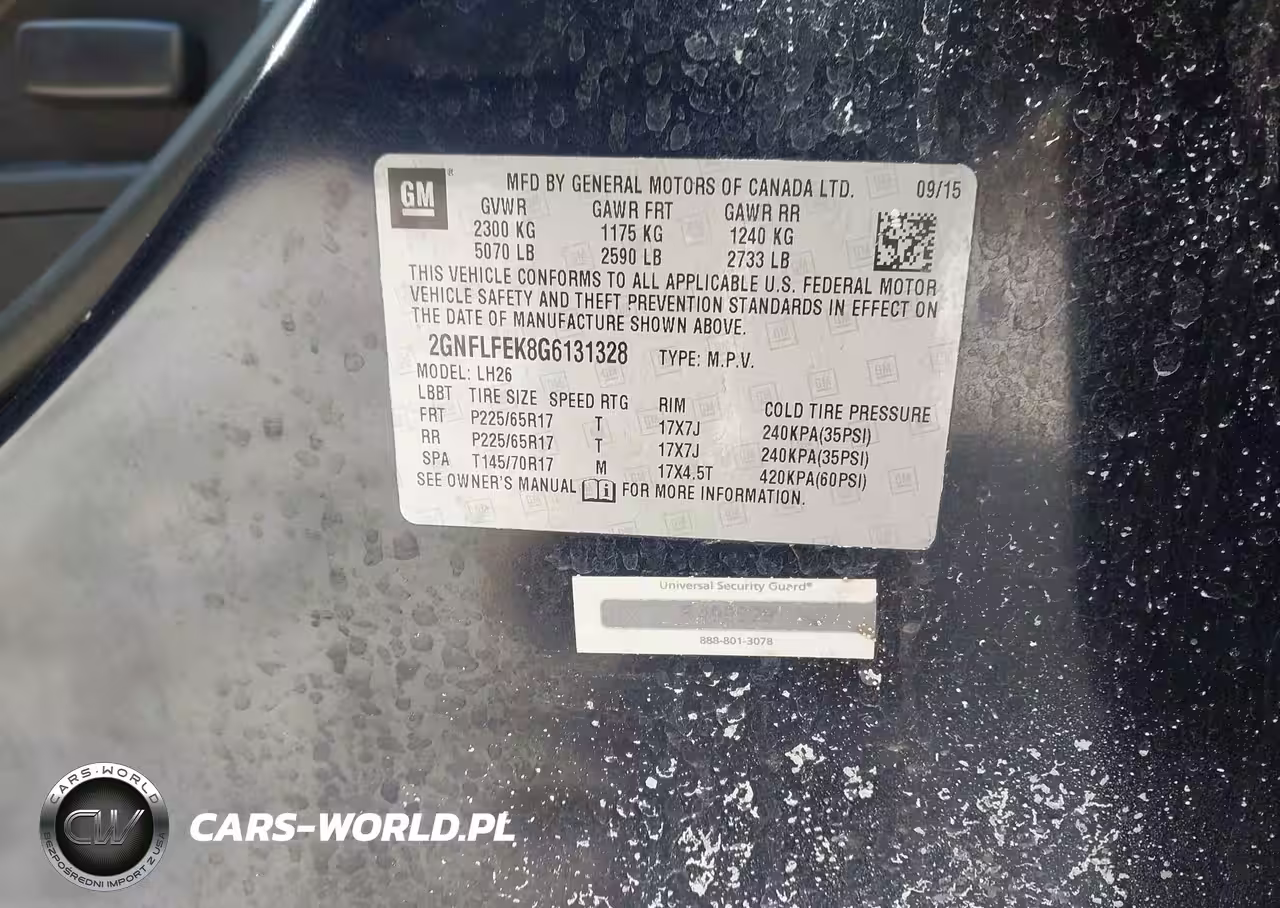 GM ® MFD BY GENERAL MOTORS OF CANADA LTD. 09/15
GVWR GAWR FRT GAWR RR
2300 KG 1175 KG 1240 KG
5070 LB 2590 LB 2733 LB
THIS VEHICLE CONFORMS TO ALL APPLICABLE U.S. FEDERAL MOTOR
VEHICLE SAFETY AND THEFT PREVENTION STANDARDS IN EFFECT ON
THE DATE OF MANUFACTURE SHOWN ABOVE.
2GNFLFEK8G6131328 TYPE: M.P.V.
MODEL: LH26
LBBT TIRE SIZE SPEED RTG RIM COLD TIRE PRESSURE
FRT P225/65R17 T 17X7J 240KPA(35PSI)
RR P225/65R17 T 17X7J 240KPA(35PSI)
SPA T145/70R17 M 17X4.5T 420KPA(60PSI)
SEE OWNER'S MANUAL FOR MORE INFORMATION.
Universal Security Guard®
888-801-3078
CARS-WORLD
CW
BEZPOŚREDNI IMPORT Z USA
CARS-WORLD.PL